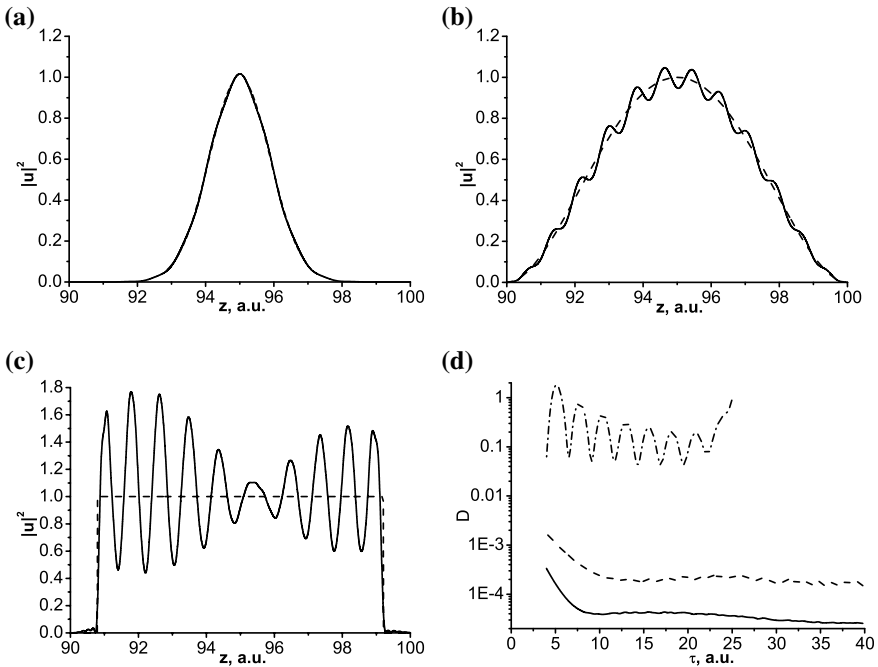 (a)
1.2
1.0
0.8
0.6
0.4
0.2
0.0
|u|²
90 92 94 96 98 100
z, a.u.
(b)
1.2
1.0
0.8
0.6
0.4
0.2
0.0
|u|²
90 92 94 96 98 100
z, a.u.
(c)
1.8
1.6
1.4
1.2
1.0
0.8
0.6
0.4
0.2
0.0
|u|²
90 92 94 96 98 100
z, a.u.
(d)
1
0.1
0.01
1E-3
1E-4
D
0 5 10 15 20 25 30 35 40
τ, a.u.